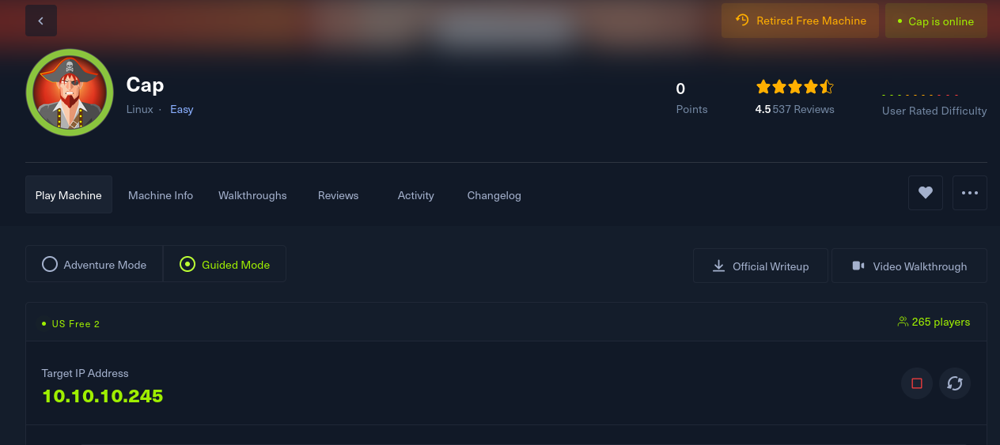 Retired Free Machine
Cap is online
Cap
Linux · Easy
0
Points
4.5 537 Reviews
User Rated Difficulty
Play Machine
Machine Info
Walkthroughs
Reviews
Activity
Changelog
Adventure Mode
Guided Mode
Official Writeup
Video Walkthrough
US Free 2
265 players
Target IP Address
10.10.10.245